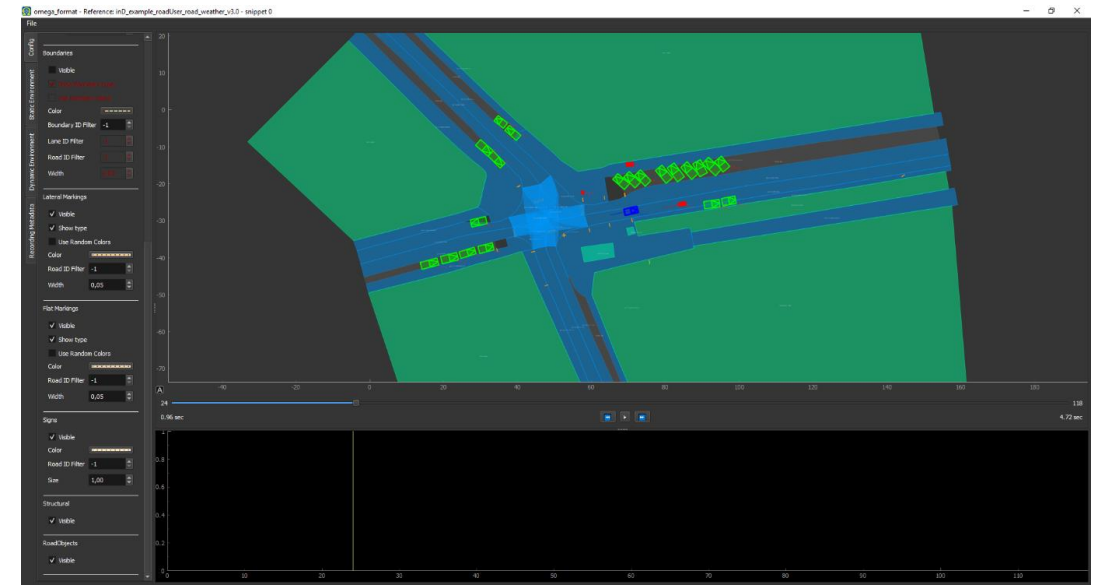 omega_format - Reference: inD_example_roadUser_road_weather_v3.0 - snippet 0
File
Config
Static Environment
Dynamic Environment
Recording Metadata
Boundaries
Visible
Color
Boundary ID Filter -1
Lane ID Filter
Road ID Filter
Width
Lateral Markings
Visible
Show type
Use Random Colors
Color
Road ID Filter -1
Width 0,05
Flat Markings
Visible
Show type
Use Random Colors
Color
Road ID Filter -1
Width 0,05
Signs
Visible
Color
Road ID Filter -1
Size 1,00
Structural
Visible
RoadObjects
Visible
20
10
0
-10
-20
-30
-40
-50
-60
-70
A
-40 -20 0 20 40 60 80 100 120 140 160 180
24 118
0.96 sec 4.72 sec
1
0.8
0.6
0.4
0.2
0
0 10 20 30 40 50 60 70 80 90 100 110